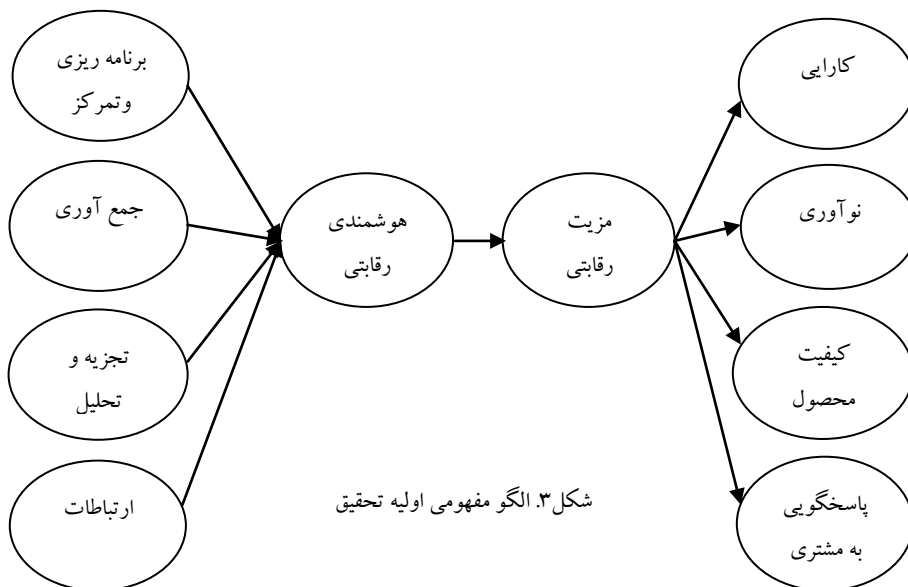 برنامه ریزی
وتمرکز
جمع آوری
تجزیه و
تحلیل
ارتباطات
هوشمندی
رقابتی
مزیت
رقابتی
کارایی
نوآوری
کیفیت
محصول
پاسخگویی
به مشتری
شکل۳. الگو مفهومی اولیه تحقیق